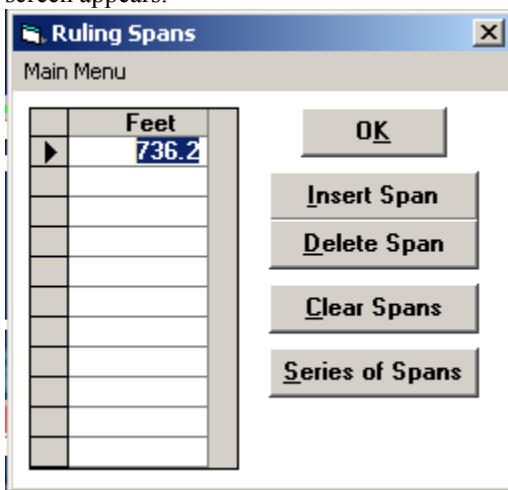 screen appears.
Ruling Spans
Main Menu
Feet
736.2
OK
Insert Span
Delete Span
Clear Spans
Series of Spans